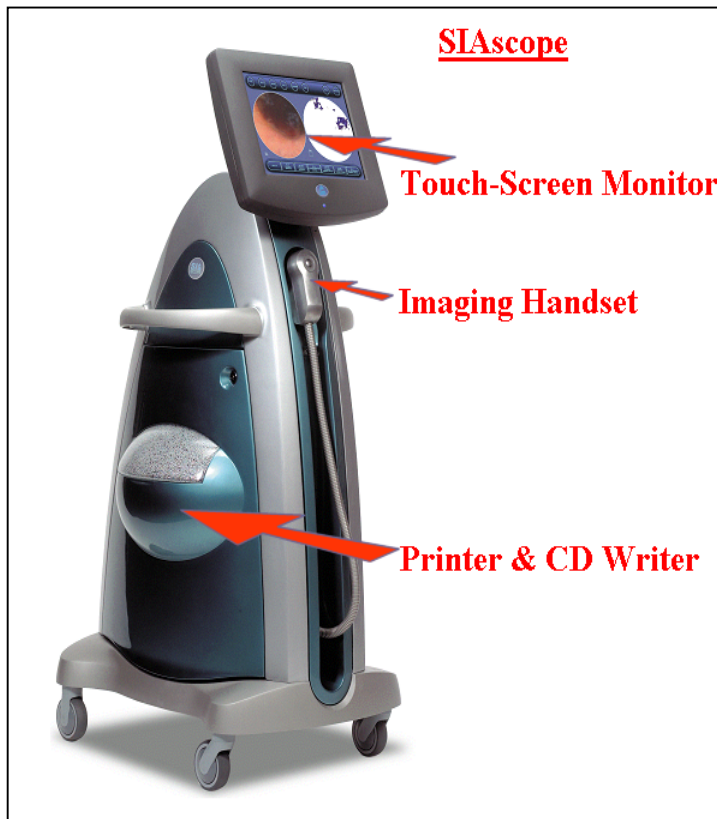 SIAscope
Touch-Screen Monitor
Imaging Handset
Printer & CD Writer